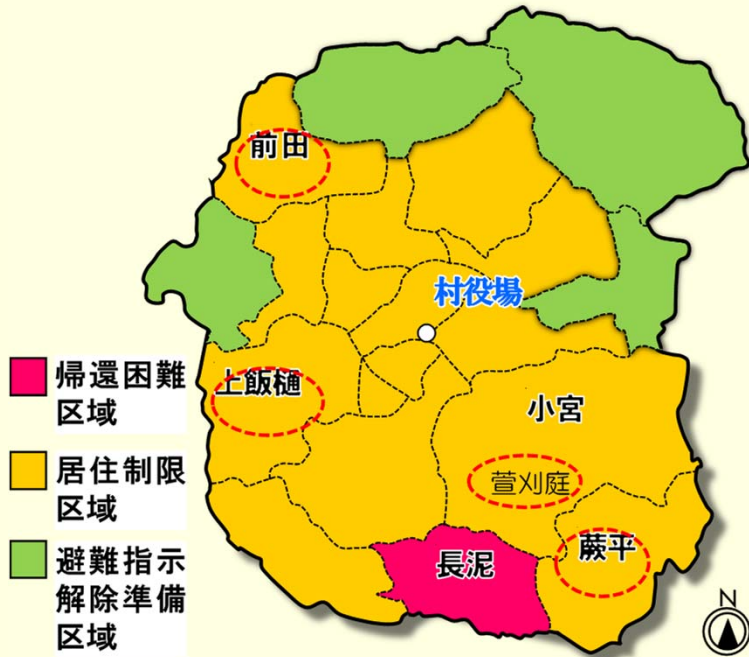 前田
村役場
上飯樋
小宮
萱刈庭
蕨平
長泥
帰還困難
区域
居住制限
区域
避難指示
解除準備
区域
N